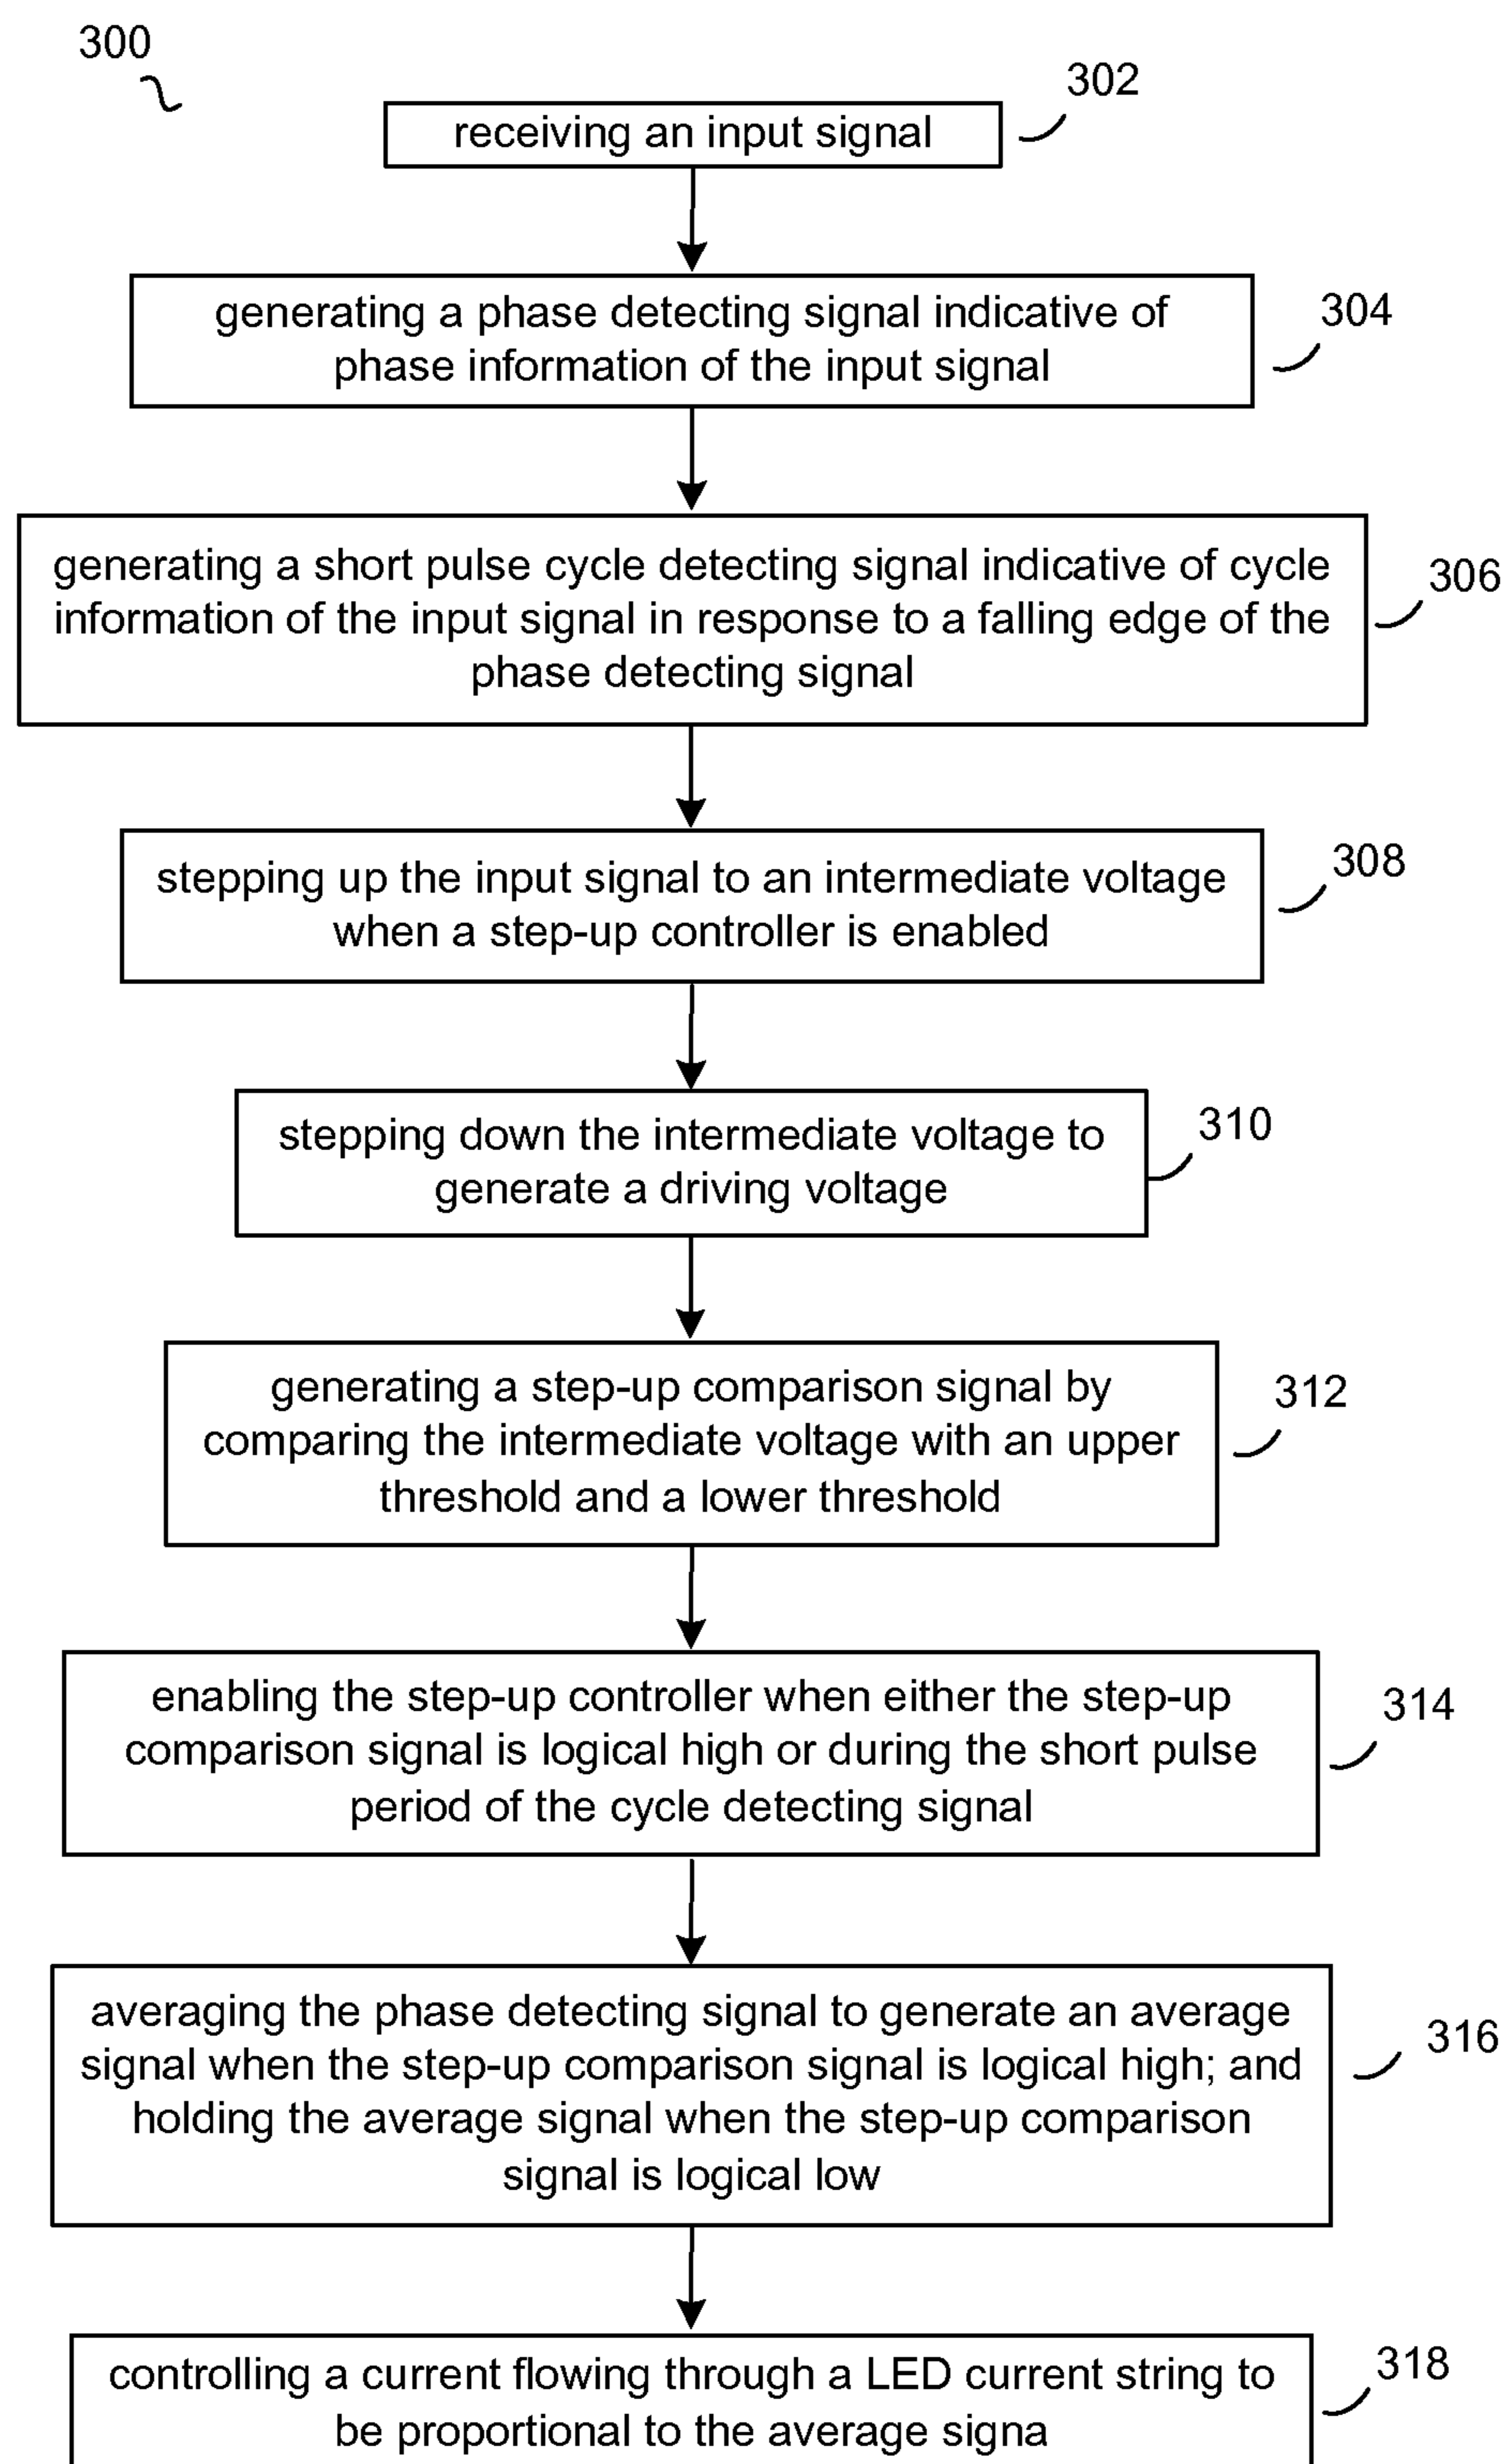 300
302
receiving an input signal
304
generating a phase detecting signal indicative of
phase information of the input signal
306
generating a short pulse cycle detecting signal indicative of cycle
information of the input signal in response to a falling edge of the
phase detecting signal
308
stepping up the input signal to an intermediate voltage
when a step-up controller is enabled
310
stepping down the intermediate voltage to
generate a driving voltage
312
generating a step-up comparison signal by
comparing the intermediate voltage with an upper
threshold and a lower threshold
314
enabling the step-up controller when either the step-up
comparison signal is logical high or during the short pulse
period of the cycle detecting signal
316
averaging the phase detecting signal to generate an average
signal when the step-up comparison signal is logical high; and
holding the average signal when the step-up comparison
signal is logical low
318
controlling a current flowing through a LED current string to
be proportional to the average signa